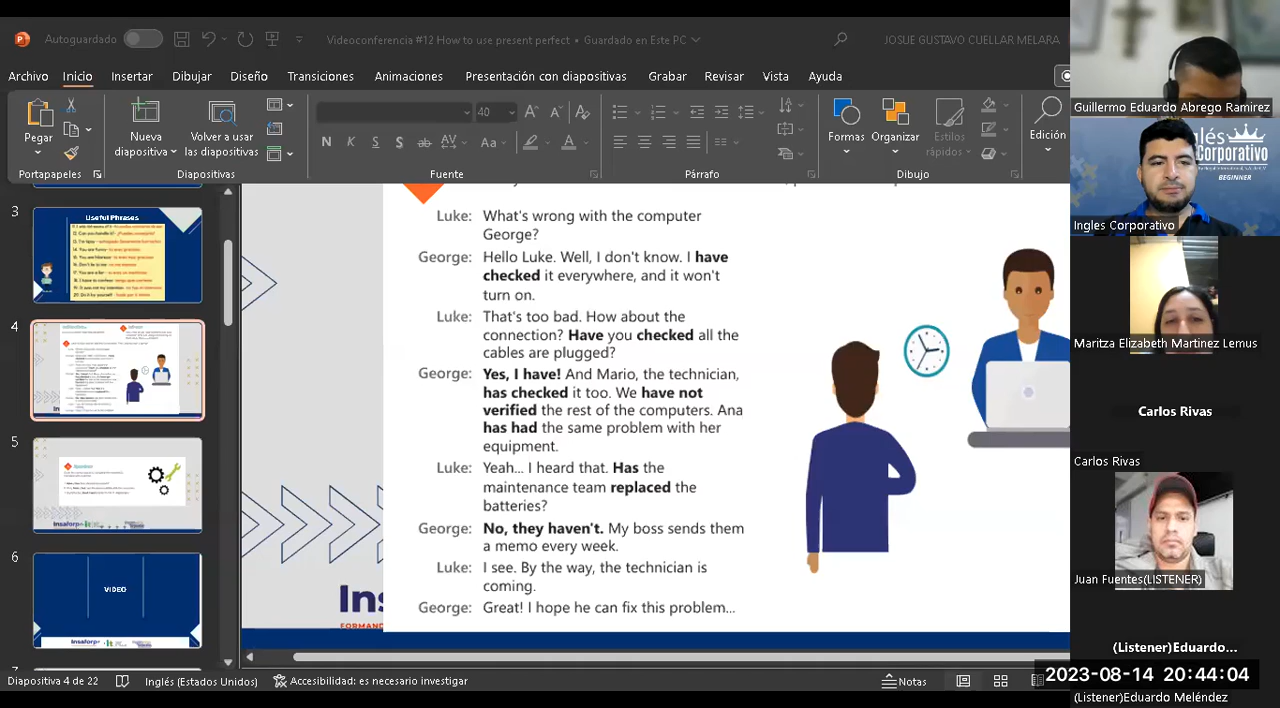 Autoguardado
Videoconferencia #12 How to use present perfect • Guardado en Este PC
JOSUE GUSTAVO CUELLAR MELARA
Archivo Inicio Insertar Dibujar Diseño Transiciones Animaciones Presentación con diapositivas Grabar Revisar Vista Ayuda
40
Pegar
Nueva diapositiva
Volver a usar las diapositivas
N K S S ab AV Aa A
Formas
Organizar
Estilos rápidos
Edición
Portapapeles
Diapositivas
Fuente
Párrafo
Dibujo
3
Useful Phrases
4
5
6
VIDEO
Luke: What's wrong with the computer
George?
George: Hello Luke. Well, I don't know. I have
checked it everywhere, and it won't
turn on.
Luke: That's too bad. How about the
connection? Have you checked all the
cables are plugged?
George: Yes, I have! And Mario, the technician,
has checked it too. We have not
verified the rest of the computers. Ana
has had the same problem with her
equipment.
Luke: Yeah... I heard that. Has the
maintenance team replaced the
batteries?
George: No, they haven't. My boss sends them
a memo every week.
Luke: I see. By the way, the technician is
coming.
George: Great! I hope he can fix this problem...
Ins
Diapositiva 4 de 22
Inglés (Estados Unidos)
Accesibilidad: es necesario investigar
Notas
Guillermo Eduardo Abrego Ramirez
Inglés
Corporativo
BEGINNER
Ingles Corporativo
Maritza Elizabeth Martinez Lemus
Carlos Rivas
Carlos Rivas
Juan Fuentes(LISTENER)
(Listener)Eduardo...
2023-08-14 20:44:04
(Listener)Eduardo Meléndez